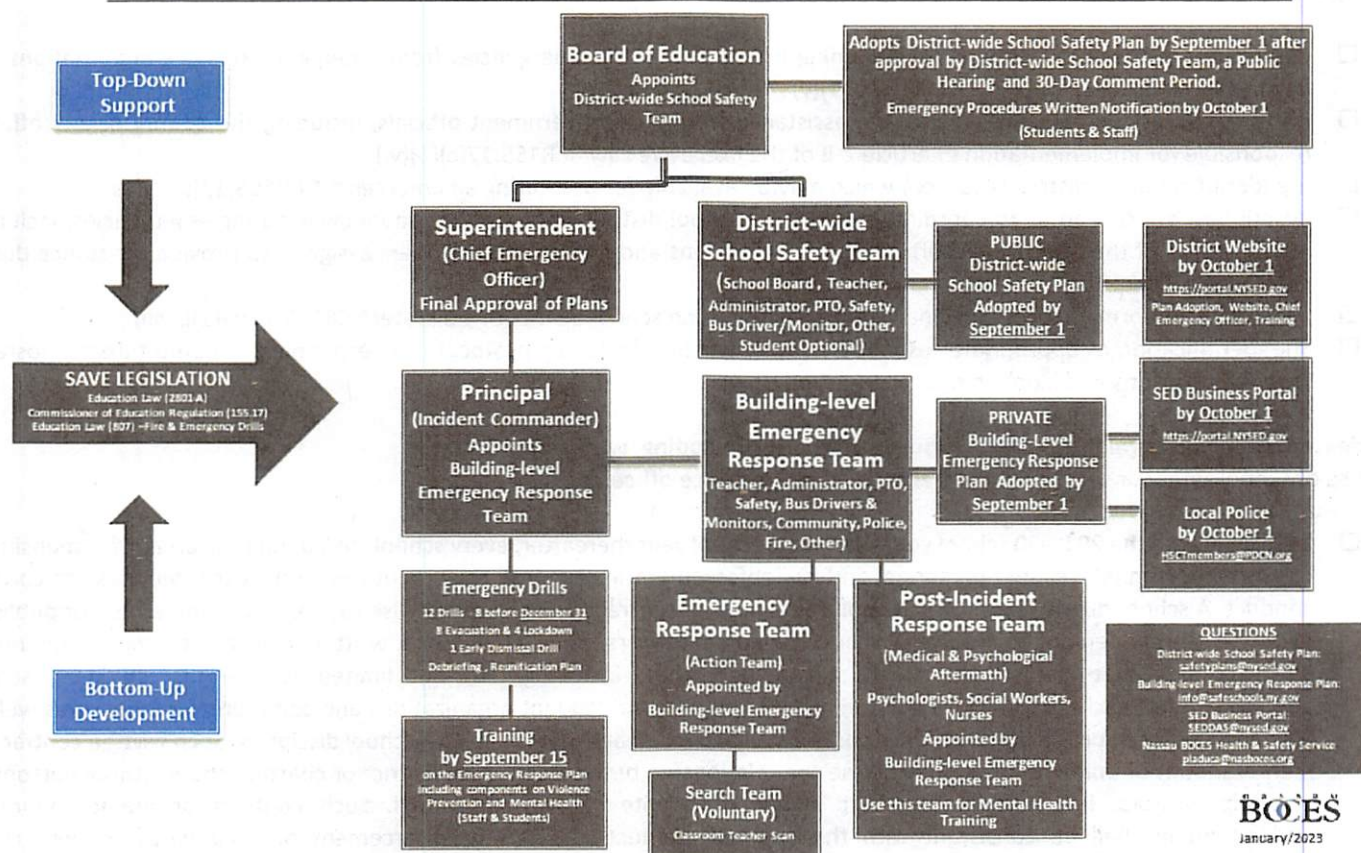 Top-Down
Support
Board of Education
Appoints
District-wide School Safety
Team
Adopts District-wide School Safety Plan by September 1 after
approval by District-wide School Safety Team, a Public
Hearing and 30-Day Comment Period.
Emergency Procedures Written Notification by October 1
(Students & Staff)
Superintendent
(Chief Emergency
Officer)
Final Approval of Plans
District-wide
School Safety Team
(School Board, Teacher,
Administrator, PTO, Safety,
Bus Driver/Monitor, Other,
Student Optional)
PUBLIC
District-wide
School Safety Plan
Adopted by
September 1
District Website
by October 1
https://portal.NYSED.gov
Plan Adoption, Website, Chief
Emergency Officer, Training
SAVE LEGISLATION
Education Law (2801-A)
Commissioner of Education Regulation (155.17)
Education Law (807) –Fire & Emergency Drills
Principal
(Incident Commander)
Appoints
Building-level
Emergency Response
Team
Building-level
Emergency
Response Team
(Teacher, Administrator, PTO,
Safety, Bus Drivers &
Monitors, Community, Police,
Fire, Other)
PRIVATE
Building-Level
Emergency Response
Plan Adopted by
September 1
SED Business Portal
by October 1
https://portal.NYSED.gov
Local Police
by October 1
HSCTmembers@PDCN.org
Bottom-Up
Development
Emergency Drills
12 Drills - 8 before December 31
8 Evacuation & 4 Lockdown
1 Early Dismissal Drill
Debriefing, Reunification Plan
Training
by September 15
on the Emergency Response Plan
including components on Violence
Prevention and Mental Health
(Staff & Students)
Emergency
Response Team
(Action Team)
Appointed by
Building-level Emergency
Response Team
Search Team
(Voluntary)
Classroom Teacher Scan
Post-Incident
Response Team
(Medical & Psychological
Aftermath)
Psychologists, Social Workers,
Nurses
Appointed by
Building-level Emergency
Response Team
Use this team for Mental Health
Training
QUESTIONS
District-wide School Safety Plan:
safetyplans@nysed.gov
Building-level Emergency Response Plan:
info@safeschools.ny.gov
SED Business Portal:
SEDDAS@nysed.gov
Nassau BOCES Health & Safety Service
pladuca@nasboces.org
BOCES
January/2023